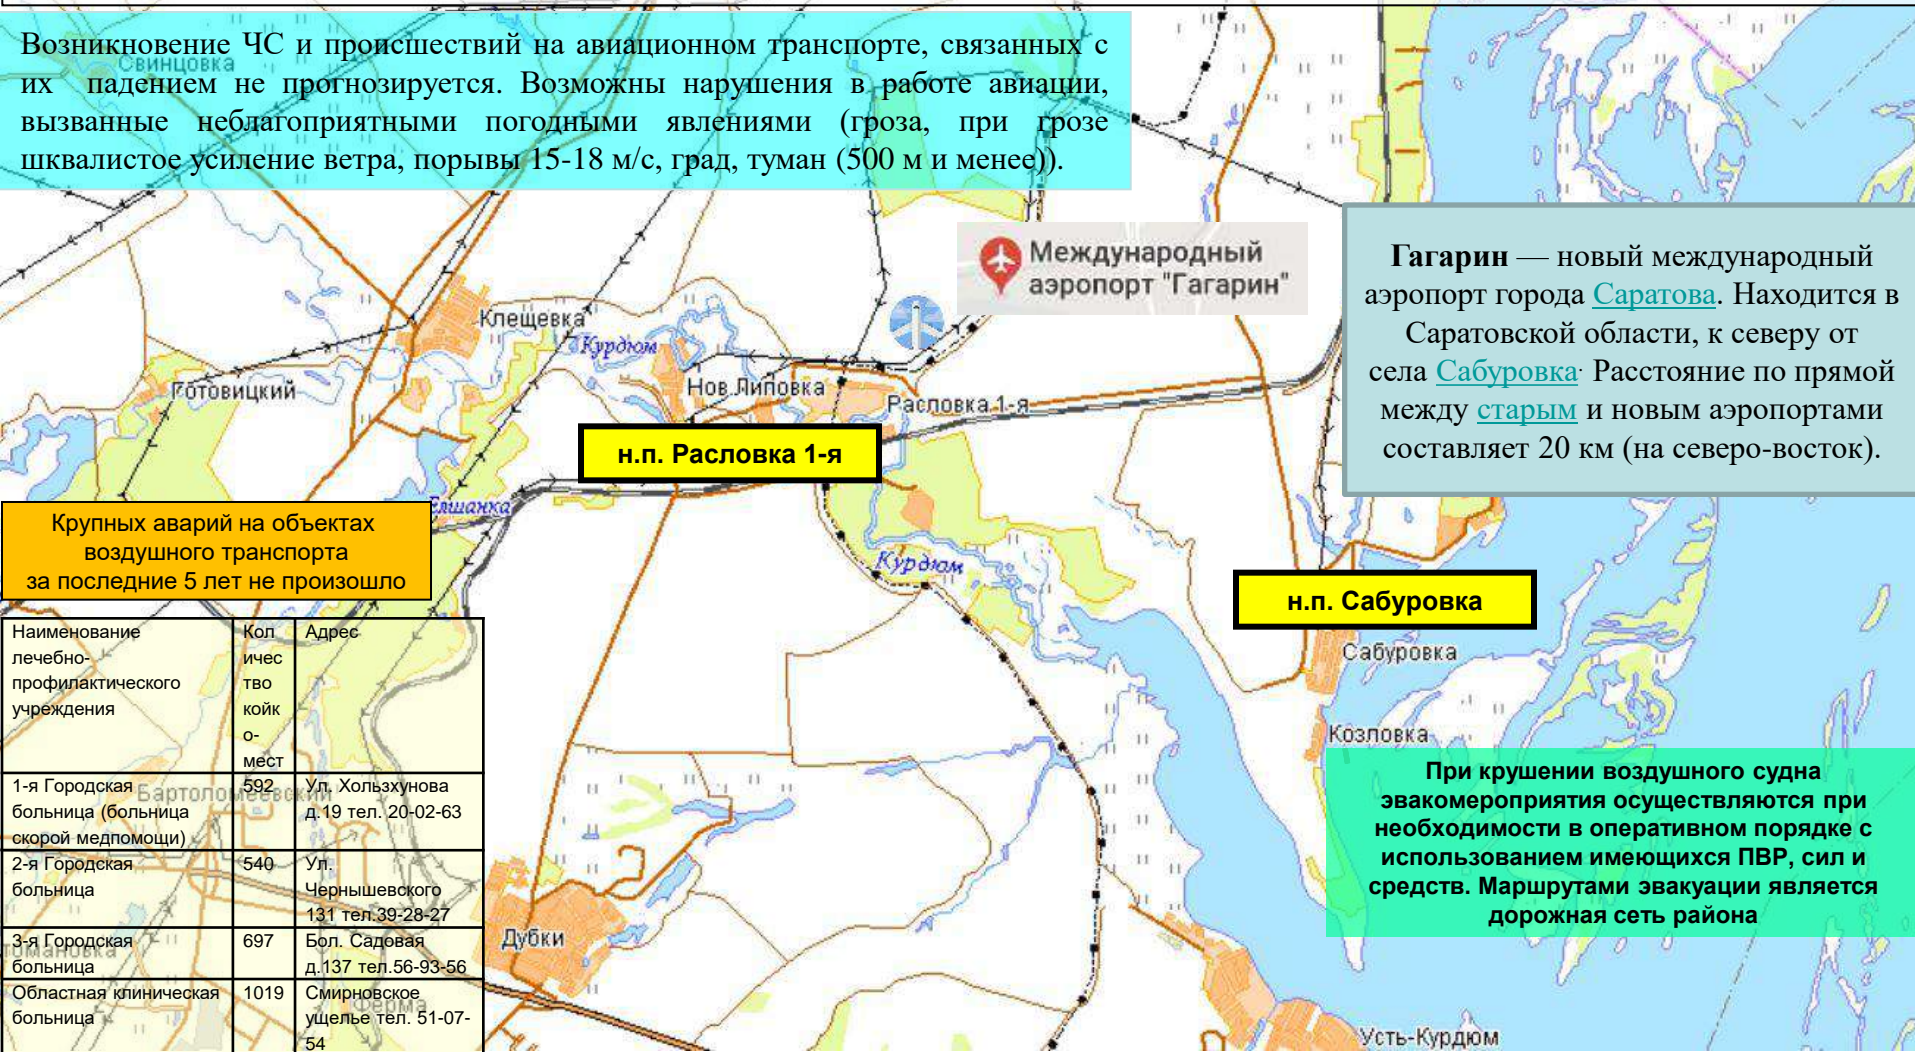 Возникновение ЧС и происшествий на авиационном транспорте, связанных с
их падением не прогнозируется. Возможны нарушения в работе авиации,
вызванные неблагоприятными погодными явлениями (гроза, при грозе
шквалистое усиление ветра, порывы 15-18 м/с, град, туман (500 м и менее)).
Свинцовка
Международный
аэропорт "Гагарин"
Гагарин — новый международный
аэропорт города Саратова. Находится в
Саратовской области, к северу от
села Сабуровка. Расстояние по прямой
между старым и новым аэропортами
составляет 20 км (на северо-восток).
Клещевка
Курдюм
Готовицкий
Нов.Липовка
Расловка 1-я
н.п. Расловка 1-я
Елшанка
Крупных аварий на объектах
воздушного транспорта
за последние 5 лет не произошло
Курдюм
н.п. Сабуровка
Сабуровка
Козловка
При крушении воздушного судна
эвакомероприятия осуществляются при
необходимости в оперативном порядке с
использованием имеющихся ПВР, сил и
средств. Маршрутами эвакуации является
дорожная сеть района
Наименование
лечебно-
профилактического
учреждения
Кол
ичес
тво
койк
о-
мест
Адрес
1-я Городская
больница (больница
скорой медпомощи)
592
Ул. Хользунова
д.19 тел. 20-02-63
2-я Городская
больница
540
Ул.
Чернышевского
131 тел.39-28-27
3-я Городская
больница
697
Бол. Садовая
д.137 тел.56-93-56
Областная клиническая
больница
1019
Смирновское
ущелье тел. 51-07-
54
Бартоломеевский
Ферма
Дубки
Усть-Курдюм